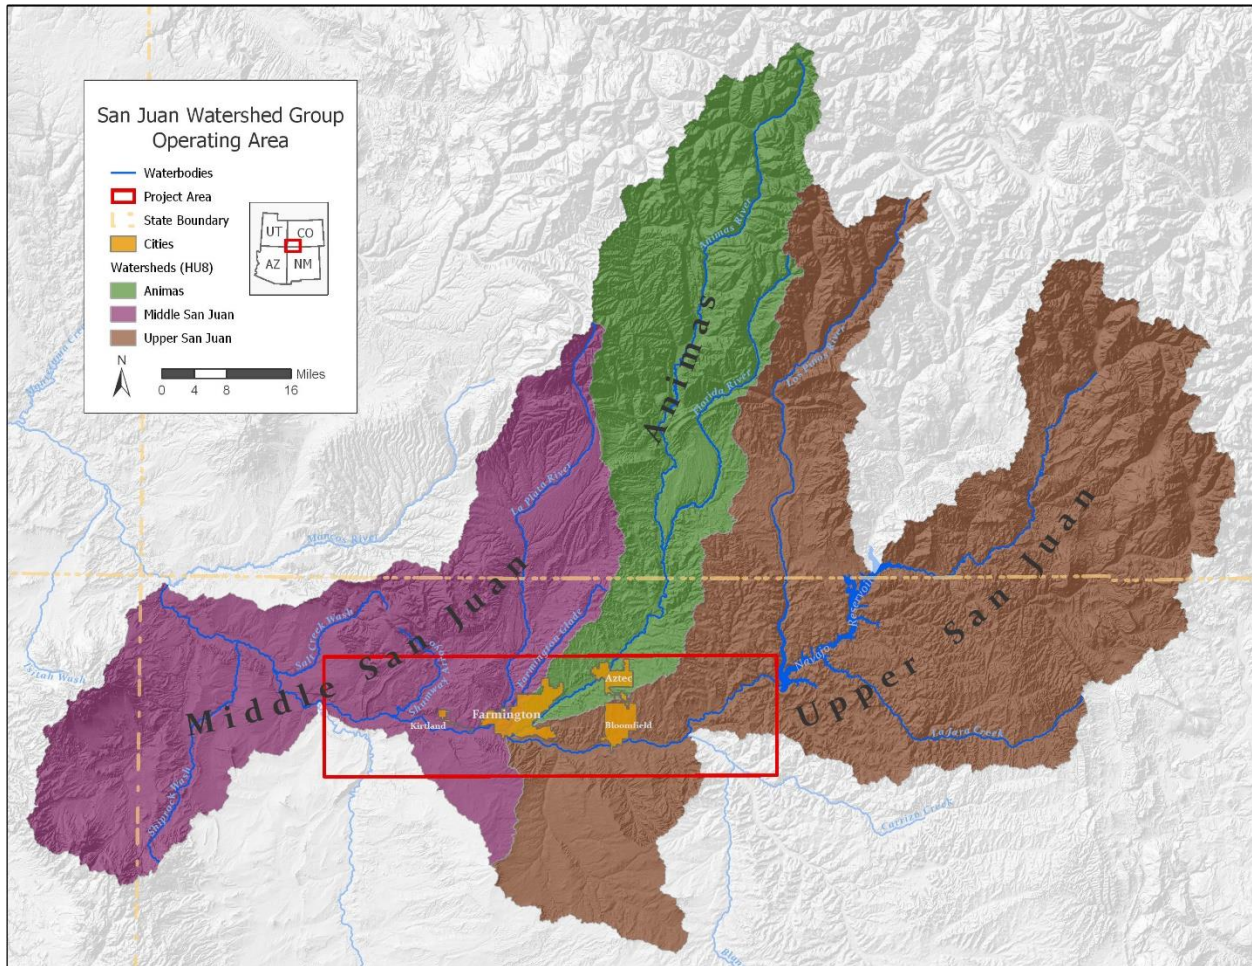 San Juan Watershed Group
Operating Area
Waterbodies
Project Area
State Boundary
Cities
Watersheds (HU8)
Animas
Middle San Juan
Upper San Juan
UT
CO
AZ
NM
N
0
4
8
16
Miles
Animas River
Animas
Florida River
Los Pinos River
La Plata River
Mancos River
Middle San Juan
Upper San Juan
Salt Creek Wash
Shumway Arroyo
Farmington Glade
Navajo
Reservoir
Aztec
Farmington
Kirtland
Bloomfield
La Jara Creek
Carrizo Creek
Shiprock Wash